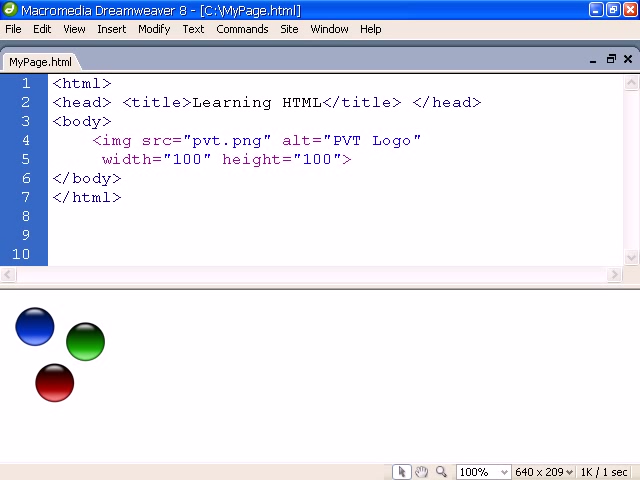 Macromedia Dreamweaver 8 - [C:\MyPage.html]
File Edit View Insert Modify Text Commands Site Window Help
MyPage.html
1 <html>
2 <head> <title>Learning HTML</title> </head>
3 <body>
4 <img src="pvt.png" alt="PVT Logo"
5 width="100" height="100">
6 </body>
7 </html>
8
9
10
100% 640 x 209 1K / 1 sec